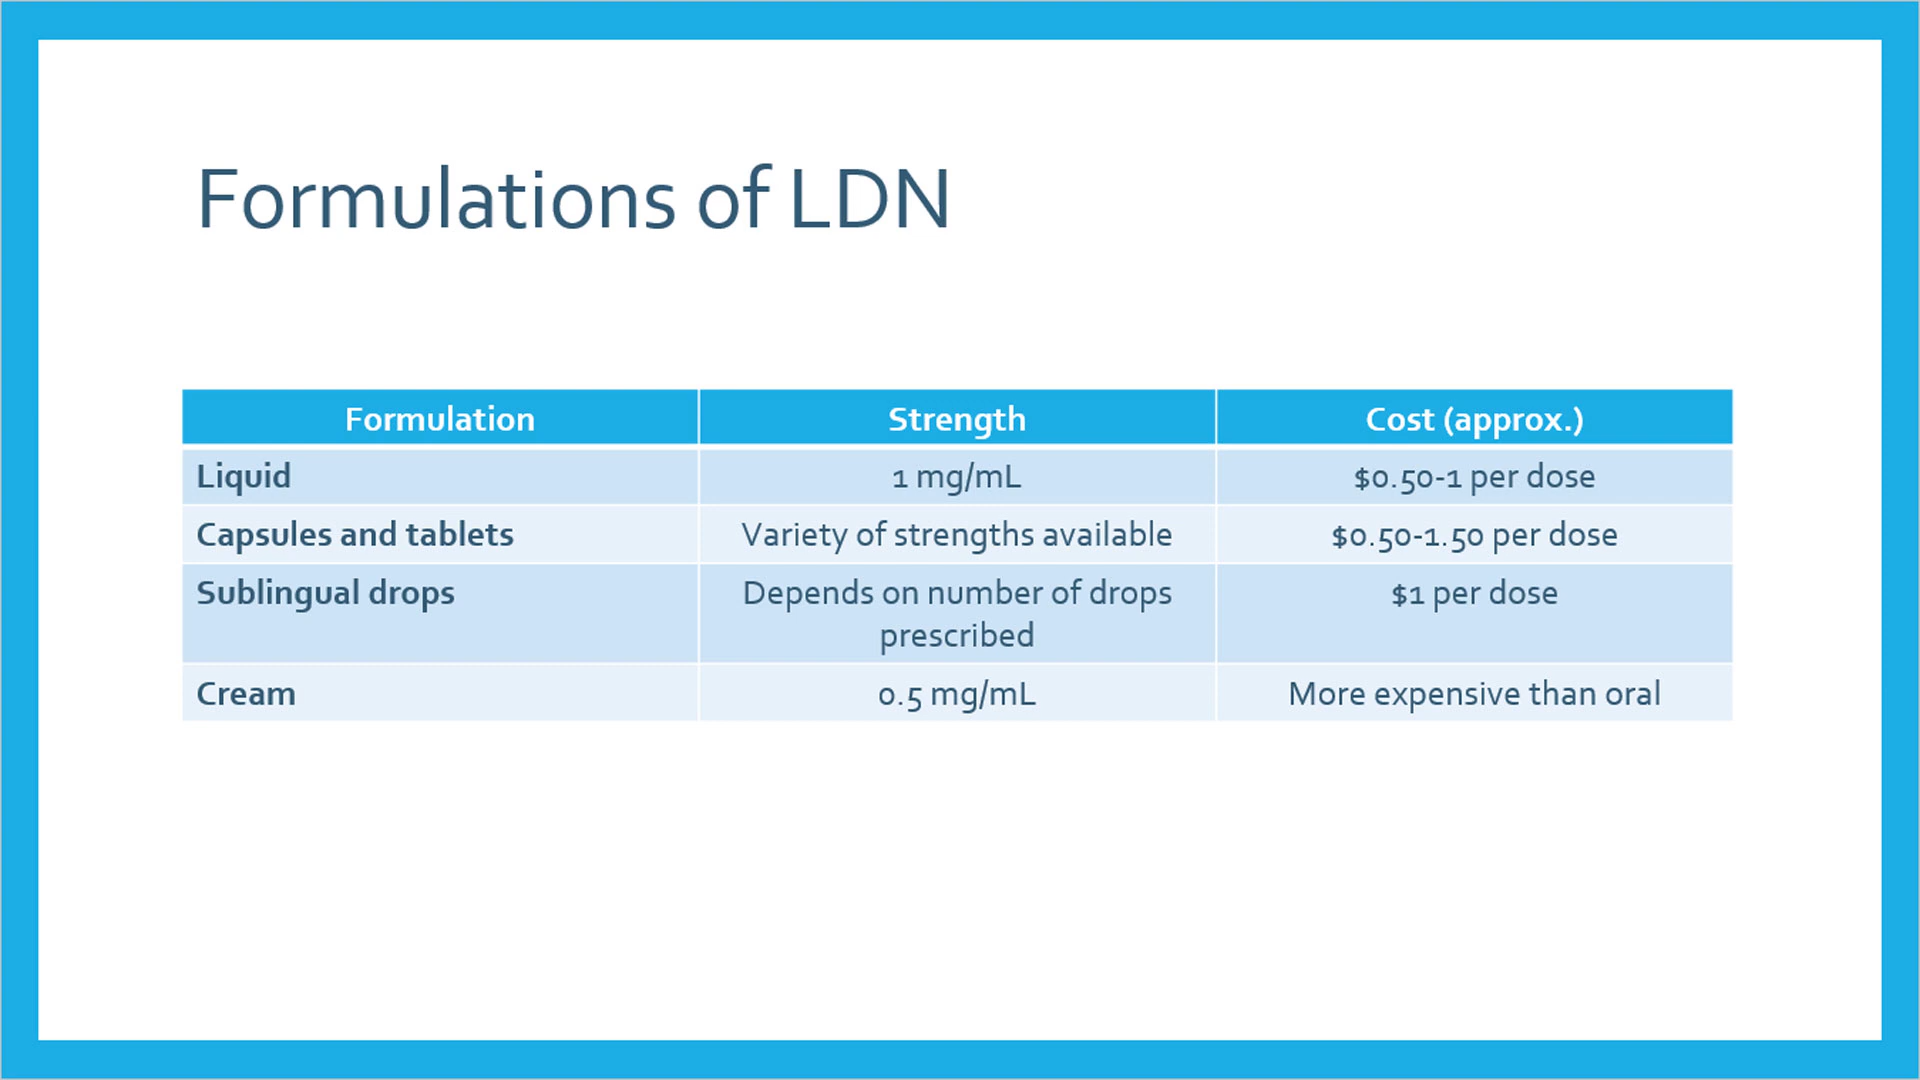 Formulations of LDN
Formulation Strength Cost (approx.)
Liquid 1 mg/mL $0.50-1 per dose
Capsules and tablets Variety of strengths available $0.50-1.50 per dose
Sublingual drops Depends on number of drops $1 per dose
prescribed
Cream 0.5 mg/mL More expensive than oral